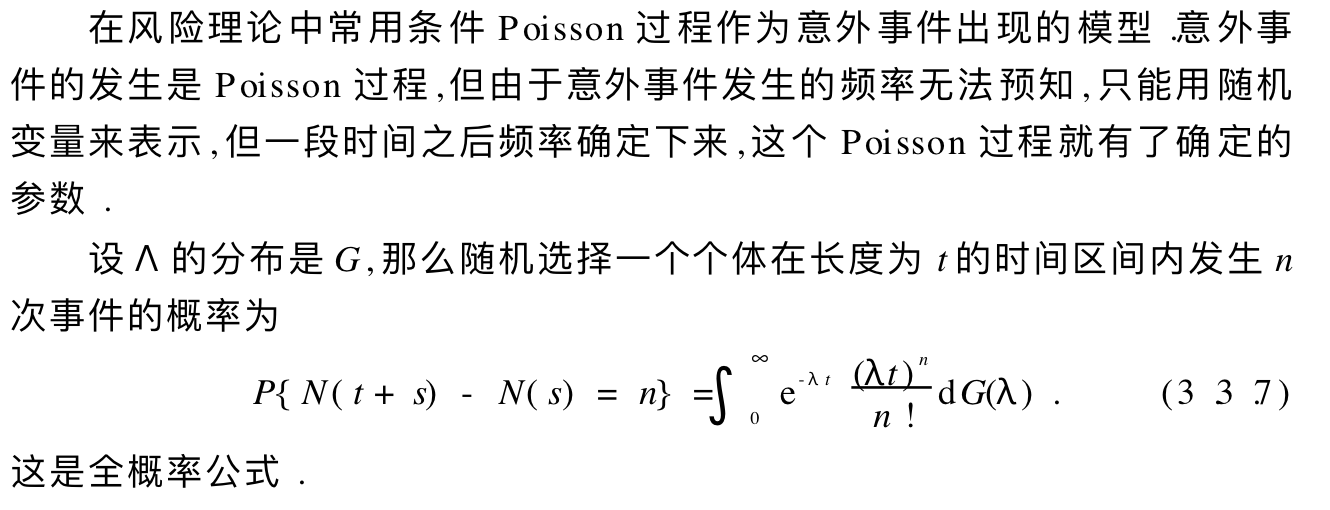 在风险理论中常用条件 Poisson 过程作为意外事件出现的模型 .意外事
件的发生是 Poisson 过程 ,但由于意外事件发生的频率无法预知 ,只能用随机
变量来表示 ,但一段时间之后频率确定下来 ,这个 Poisson 过程就有了确定的
参数 .
设 Λ 的分布是 G,那么随机选择一个个体在长度为 t 的时间区间内发生 n
次事件的概率为
P{ N( t + s) - N( s) = n} =∫₀^∞ e^{-λt} (λt)^n / n ! dG(λ) . (3 .3 .7)
这是全概率公式 .